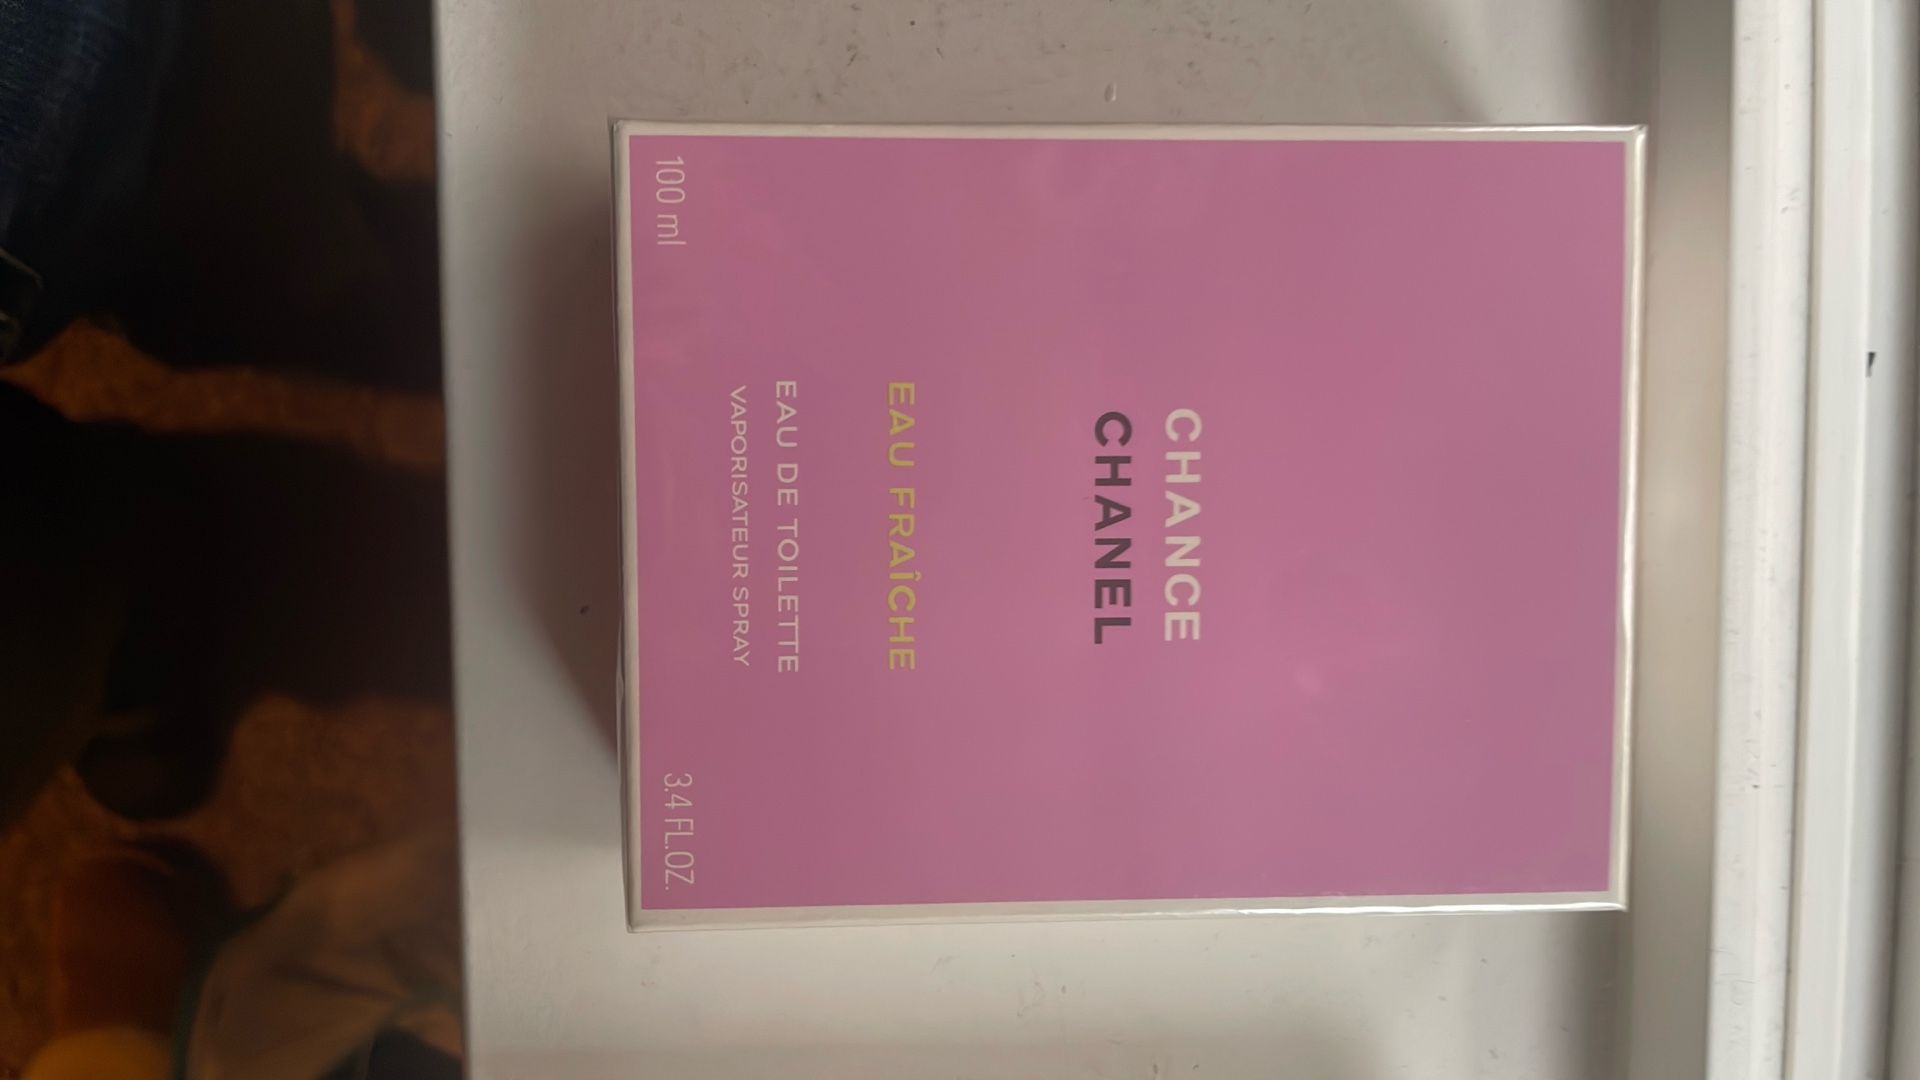 CHANCE
CHANEL
EAU FRAÎCHE
EAU DE TOILETTE
VAPORISATEUR SPRAY
100 ml
3.4 FL.OZ.